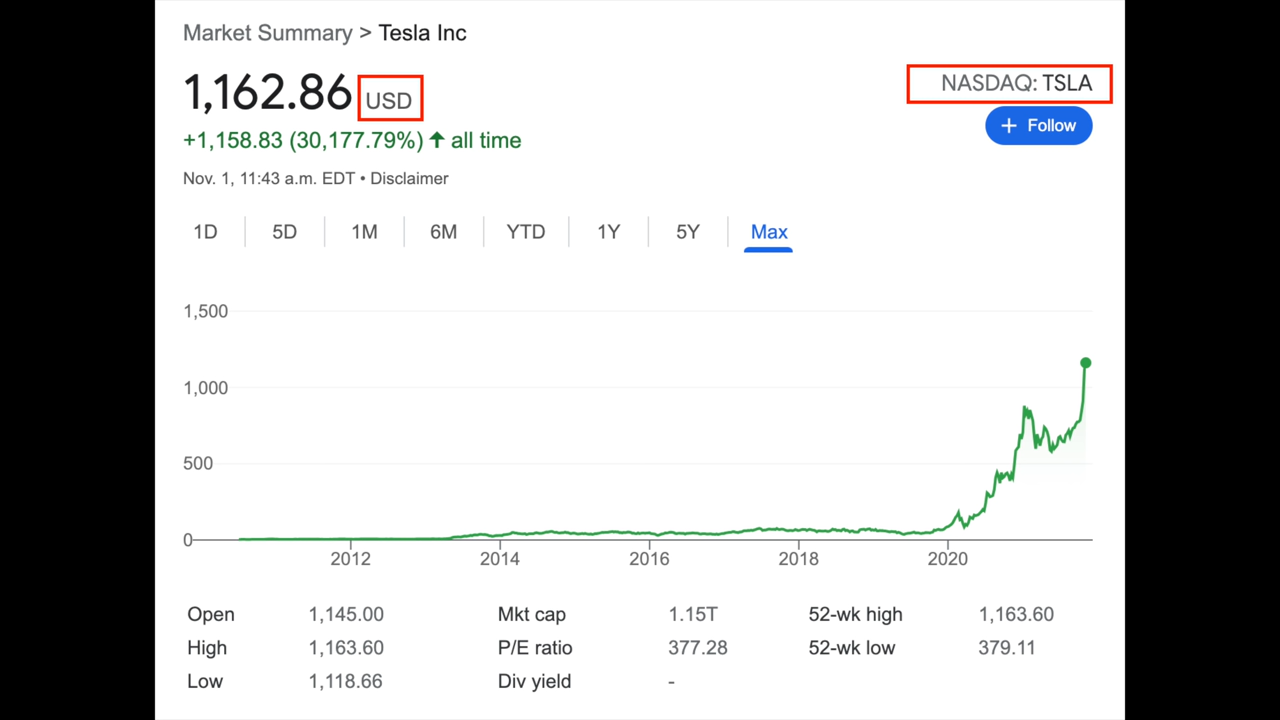 Market Summary > Tesla Inc
1,162.86 USD
NASDAQ: TSLA
+ Follow
+1,158.83 (30,177.79%) ↑ all time
Nov. 1, 11:43 a.m. EDT • Disclaimer
1D 5D 1M 6M YTD 1Y 5Y Max
1,500
1,000
500
0
2012 2014 2016 2018 2020
Open 1,145.00 Mkt cap 1.15T 52-wk high 1,163.60
High 1,163.60 P/E ratio 377.28 52-wk low 379.11
Low 1,118.66 Div yield -